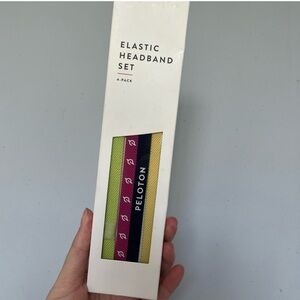 ELASTIC
HEADBAND
SET
4-PACK
PELOTON